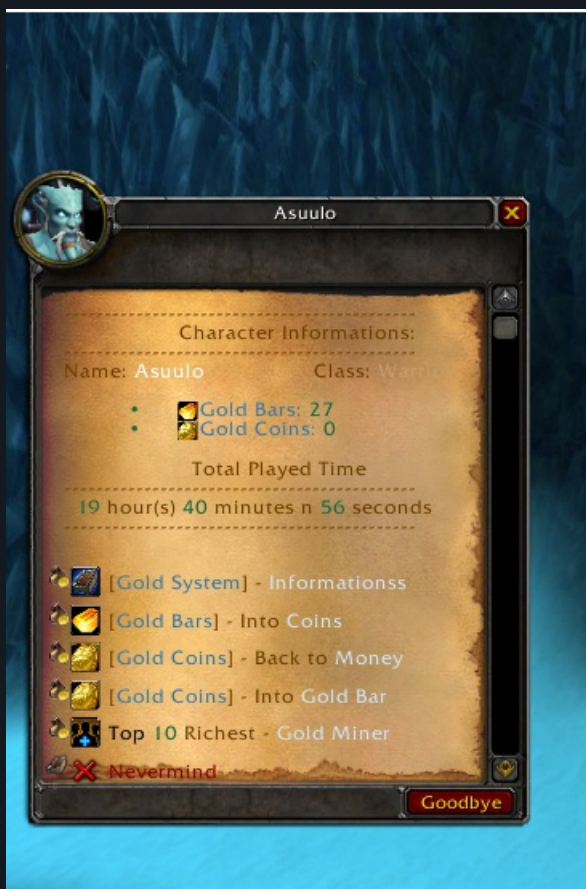 Asuulo
Character Informations:
Name: Asuulo Class: Warrio
Gold Bars: 27
Gold Coins: 0
Total Played Time
19 hour(s) 40 minutes n 56 seconds
[Gold System] - Informationss
[Gold Bars] - Into Coins
[Gold Coins] - Back to Money
[Gold Coins] - Into Gold Bar
Top 10 Richest - Gold Miner
Nevermind
Goodbye